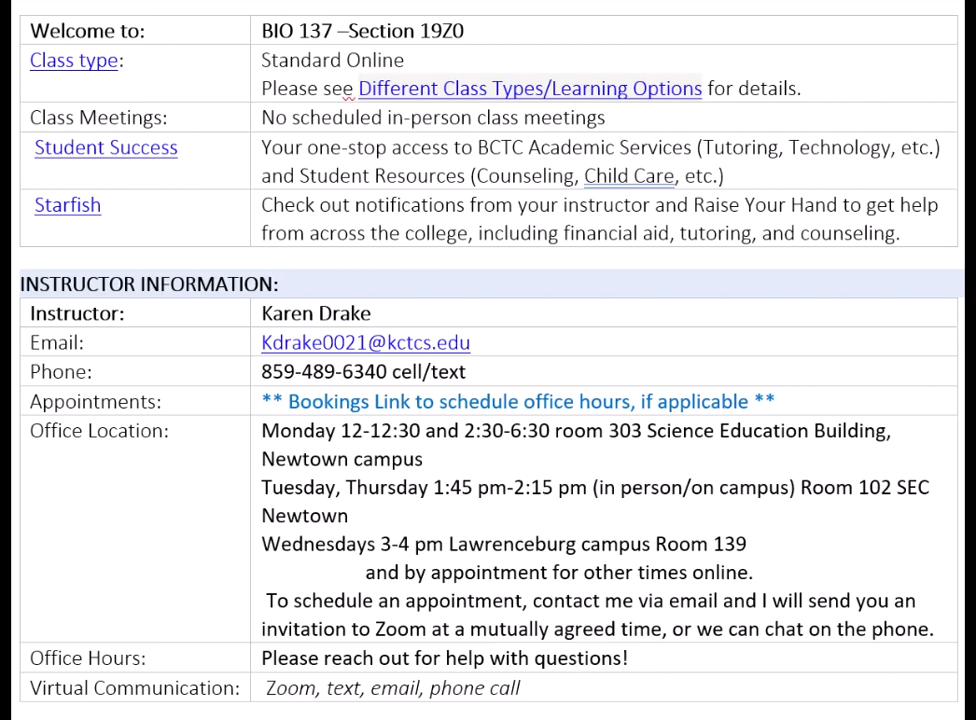 Welcome to: BIO 137 –Section 19Z0
Class type: Standard Online
Please see Different Class Types/Learning Options for details.
Class Meetings: No scheduled in-person class meetings
Student Success Your one-stop access to BCTC Academic Services (Tutoring, Technology, etc.)
and Student Resources (Counseling, Child Care, etc.)
Starfish Check out notifications from your instructor and Raise Your Hand to get help
from across the college, including financial aid, tutoring, and counseling.
INSTRUCTOR INFORMATION:
Instructor: Karen Drake
Email: Kdrake0021@kctcs.edu
Phone: 859-489-6340 cell/text
Appointments: ** Bookings Link to schedule office hours, if applicable **
Office Location: Monday 12-12:30 and 2:30-6:30 room 303 Science Education Building,
Newtown campus
Tuesday, Thursday 1:45 pm-2:15 pm (in person/on campus) Room 102 SEC
Newtown
Wednesdays 3-4 pm Lawrenceburg campus Room 139
and by appointment for other times online.
To schedule an appointment, contact me via email and I will send you an
invitation to Zoom at a mutually agreed time, or we can chat on the phone.
Office Hours: Please reach out for help with questions!
Virtual Communication: Zoom, text, email, phone call